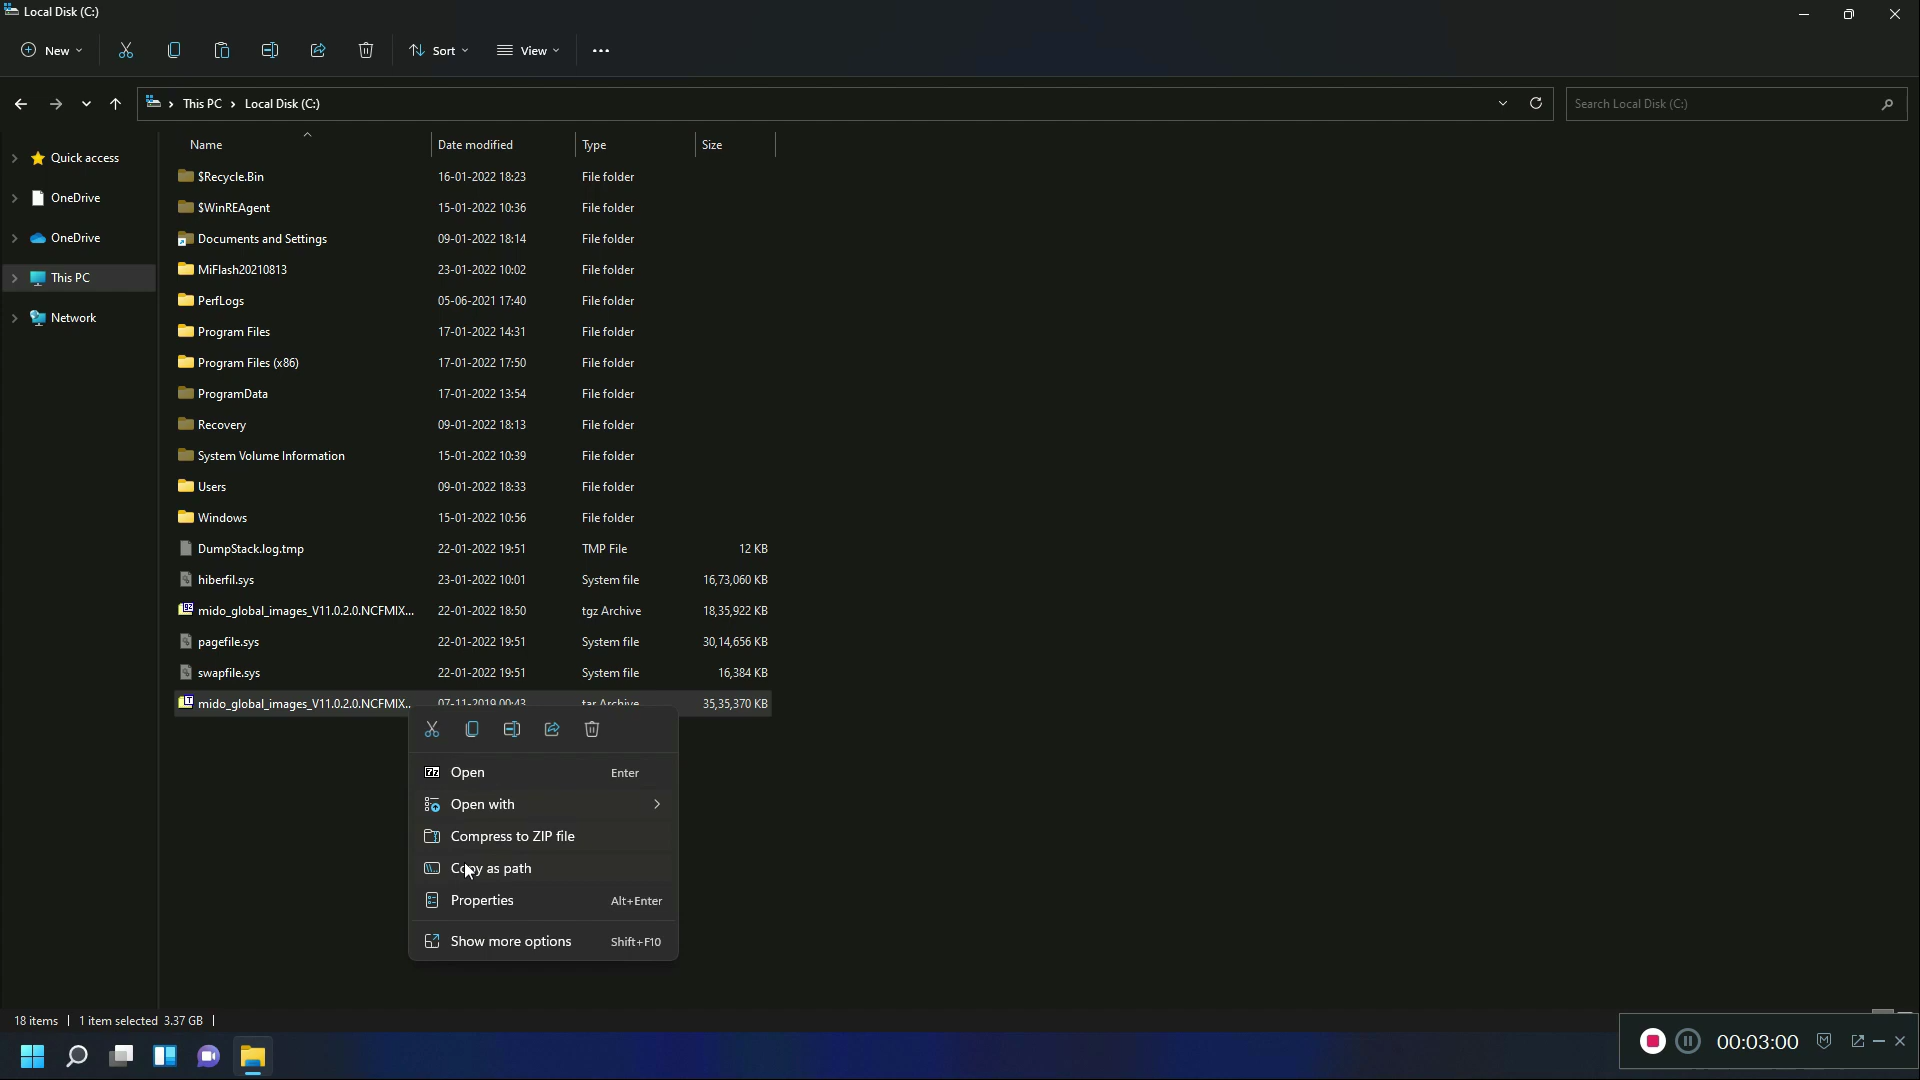 Local Disk (C:)
New
Sort
View
This PC
Local Disk (C:)
Search Local Disk (C:)
Name Date modified Type Size
Quick access
OneDrive
OneDrive
This PC
Network
$Recycle.Bin 16-01-2022 18:23 File folder
$WinREAgent 15-01-2022 10:36 File folder
Documents and Settings 09-01-2022 18:14 File folder
MiFlash20210813 23-01-2022 10:02 File folder
PerfLogs 05-06-2021 17:40 File folder
Program Files 17-01-2022 14:31 File folder
Program Files (x86) 17-01-2022 17:50 File folder
ProgramData 17-01-2022 13:54 File folder
Recovery 09-01-2022 18:13 File folder
System Volume Information 15-01-2022 10:39 File folder
Users 09-01-2022 18:33 File folder
Windows 15-01-2022 10:56 File folder
DumpStack.log.tmp 22-01-2022 19:51 TMP File 12 KB
hiberfil.sys 23-01-2022 10:01 System file 16,73,060 KB
mido_global_images_V11.0.2.0.NCFMIX... 22-01-2022 18:50 tgz Archive 18,35,922 KB
pagefile.sys 22-01-2022 19:51 System file 30,14,656 KB
swapfile.sys 22-01-2022 19:51 System file 16,384 KB
mido_global_images_V11.0.2.0.NCFMIX... 07-11-2019 00:43 tar Archive 35,35,370 KB
Open Enter
Open with
Compress to ZIP file
Copy as path
Properties Alt+Enter
Show more options Shift+F10
18 items 1 item selected 3.37 GB
00:03:00